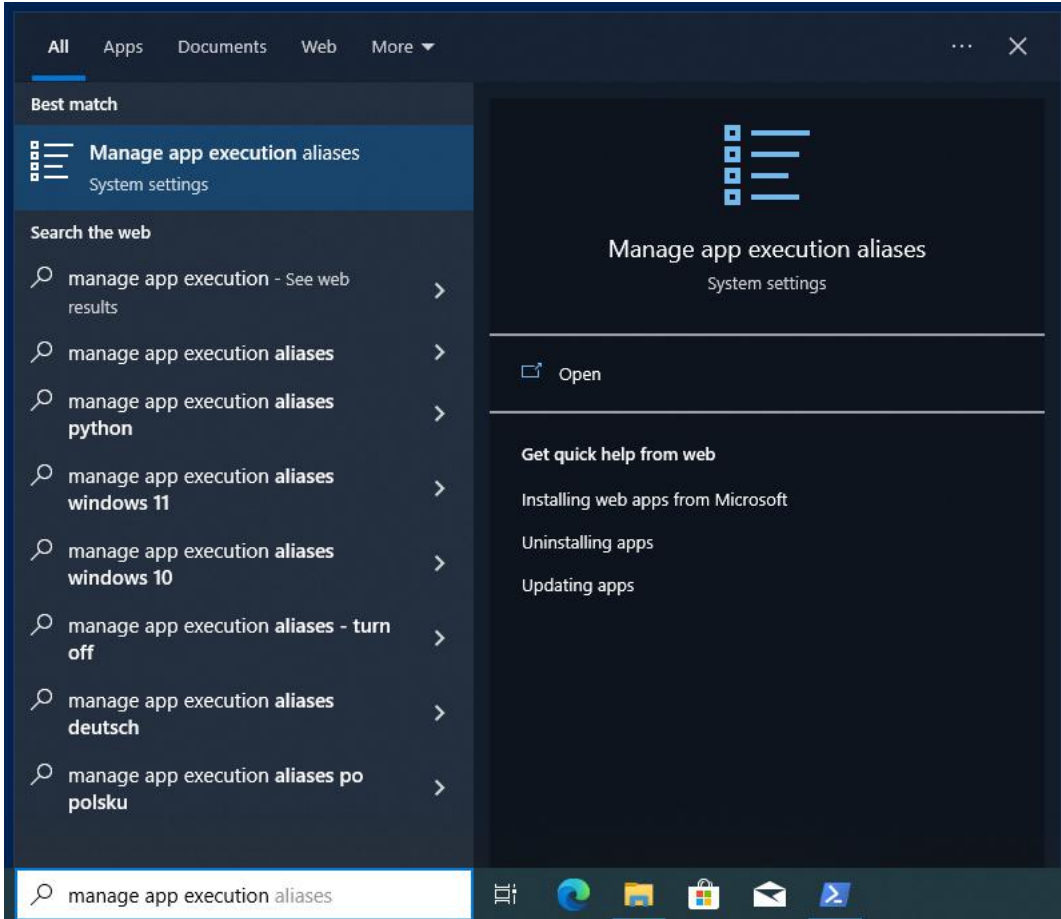 All Apps Documents Web More
Best match
Manage app execution aliases
System settings
Search the web
manage app execution - See web
results
manage app execution aliases
manage app execution aliases
python
manage app execution aliases
windows 11
manage app execution aliases
windows 10
manage app execution aliases - turn
off
manage app execution aliases
deutsch
manage app execution aliases po
polsku
Manage app execution aliases
System settings
Open
Get quick help from web
Installing web apps from Microsoft
Uninstalling apps
Updating apps
manage app execution aliases